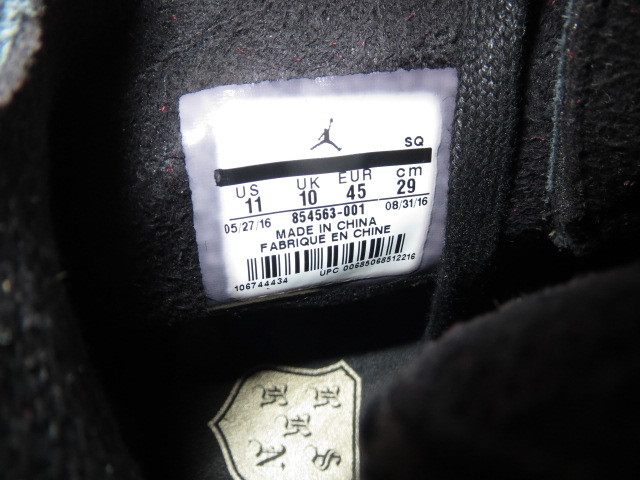 SQ
US UK EUR cm
11 10 45 29
05/27/16 854563-001 08/31/16
MADE IN CHINA
FABRIQUE EN CHINE
106744434 UPC 00685068512216